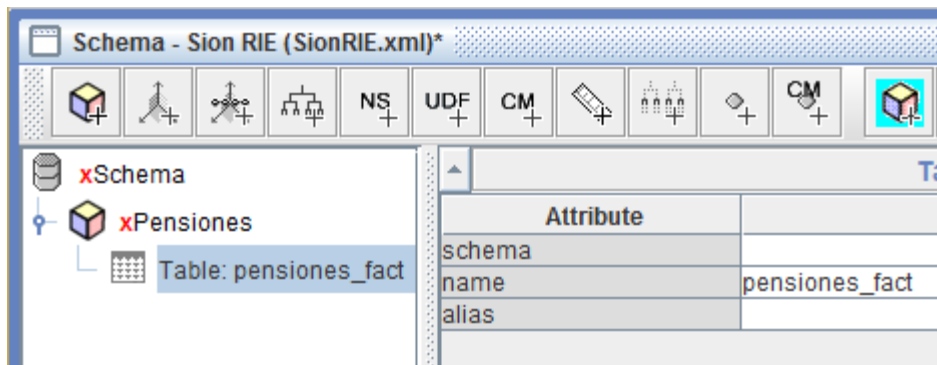 Schema - Sion RIE (SionRIE.xml)*
NS UDF CM CM
xSchema
xPensiones
Table: pensiones_fact
Attribute
schema
name pensiones_fact
alias